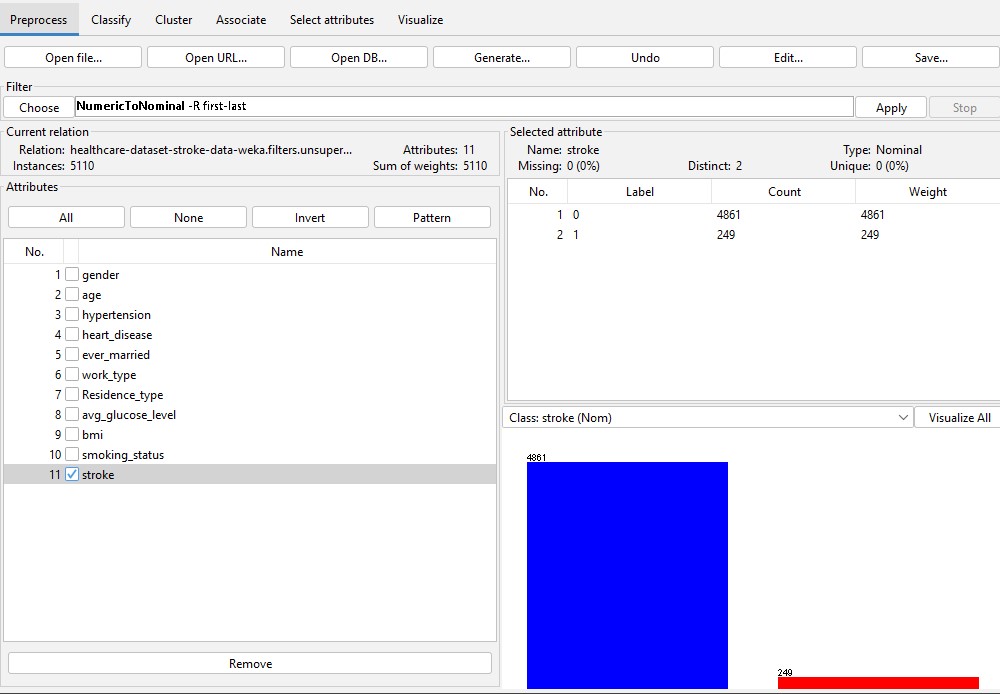 Preprocess Classify Cluster Associate Select attributes Visualize
Open file... Open URL... Open DB... Generate... Undo Edit... Save...
Filter
Choose NumericToNominal -R first-last Apply Stop
Current relation
Relation: healthcare-dataset-stroke-data-weka.filters.unsuper... Attributes: 11
Instances: 5110 Sum of weights: 5110
Attributes
All None Invert Pattern
No. Name
1 gender
2 age
3 hypertension
4 heart_disease
5 ever_married
6 work_type
7 Residence_type
8 avg_glucose_level
9 bmi
10 smoking_status
11 stroke
Remove
Selected attribute
Name: stroke Type: Nominal
Missing: 0 (0%) Distinct: 2 Unique: 0 (0%)
No. Label Count Weight
1 0 4861 4861
2 1 249 249
Class: stroke (Nom) Visualize All
4861
249